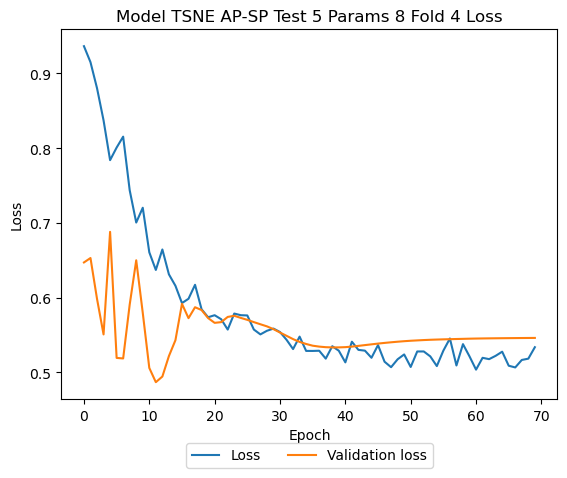 Model TSNE AP-SP Test 5 Params 8 Fold 4 Loss
Loss
0.9
0.8
0.7
0.6
0.5
0 10 20 30 40 50 60 70
Epoch
Loss Validation loss